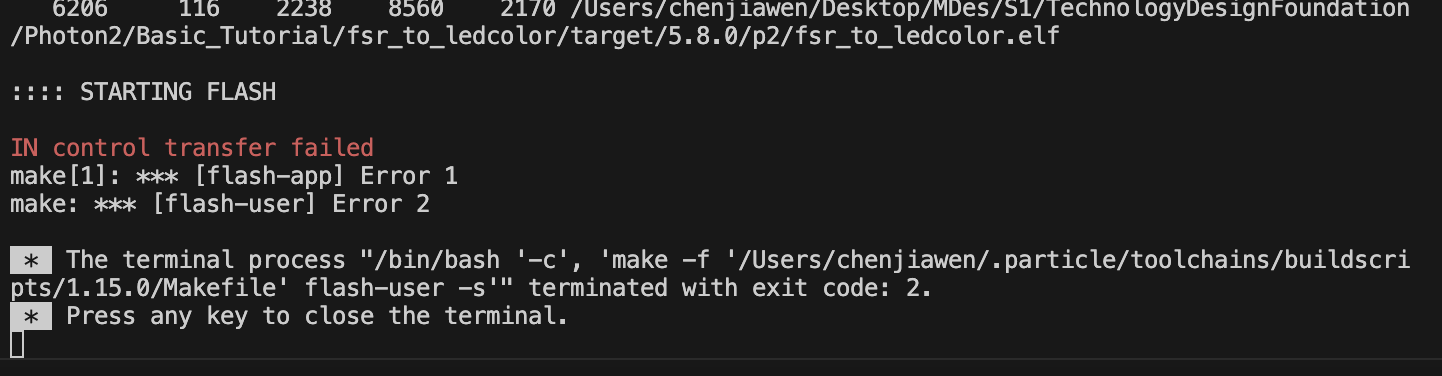 6206 116 2238 8560 2170 /Users/chenjiawen/Desktop/MDes/S1/TechnologyDesignFoundation
/Photon2/Basic_Tutorial/fsr_to_ledcolor/target/5.8.0/p2/fsr_to_ledcolor.elf
:::: STARTING FLASH
IN control transfer failed
make[1]: *** [flash-app] Error 1
make: *** [flash-user] Error 2
* The terminal process "/bin/bash '-c', 'make -f '/Users/chenjiawen/.particle/toolchains/buildscri
pts/1.15.0/Makefile' flash-user -s'" terminated with exit code: 2.
* Press any key to close the terminal.